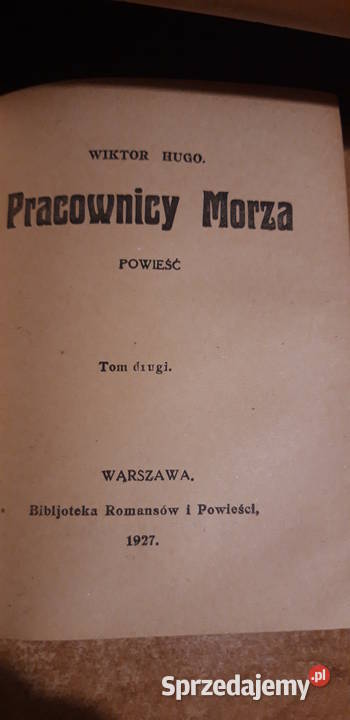 WIKTOR HUGO.
Pracownicy Morza
POWIEŚĆ
Tom drugi.
WARSZAWA.
Bibljoteka Romansów i Powieści,
1927.
Sprzedajemy.pl